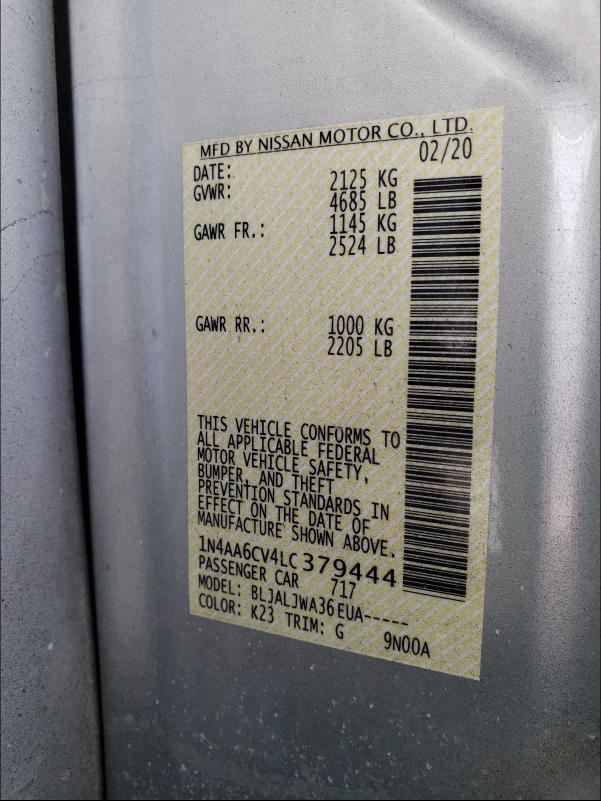 MFD BY NISSAN MOTOR CO., LTD.
DATE: 02/20
GVWR: 2125 KG
4685 LB
GAWR FR.: 1145 KG
2524 LB
GAWR RR.: 1000 KG
2205 LB
THIS VEHICLE CONFORMS TO
ALL APPLICABLE FEDERAL
MOTOR VEHICLE SAFETY,
BUMPER, AND THEFT
PREVENTION STANDARDS IN
EFFECT ON THE DATE OF
MANUFACTURE SHOWN ABOVE.
1N4AA6CV4LC379444
PASSENGER CAR 717
MODEL: BLJALJWA36EUA-----
COLOR: K23 TRIM: G 9N00A